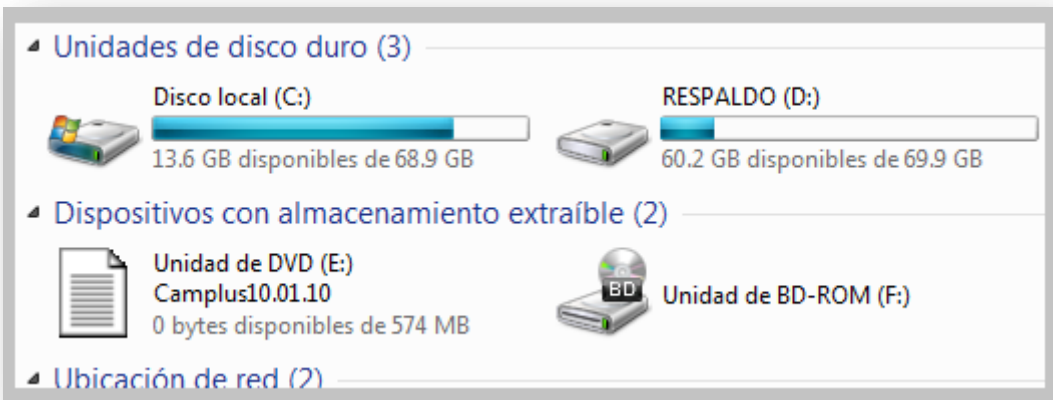 Unidades de disco duro (3)
Disco local (C:)
13.6 GB disponibles de 68.9 GB
RESPALDO (D:)
60.2 GB disponibles de 69.9 GB
Dispositivos con almacenamiento extraíble (2)
Unidad de DVD (E:)
Camplus10.01.10
0 bytes disponibles de 574 MB
BD
Unidad de BD-ROM (F:)
Ubicación de red (2)